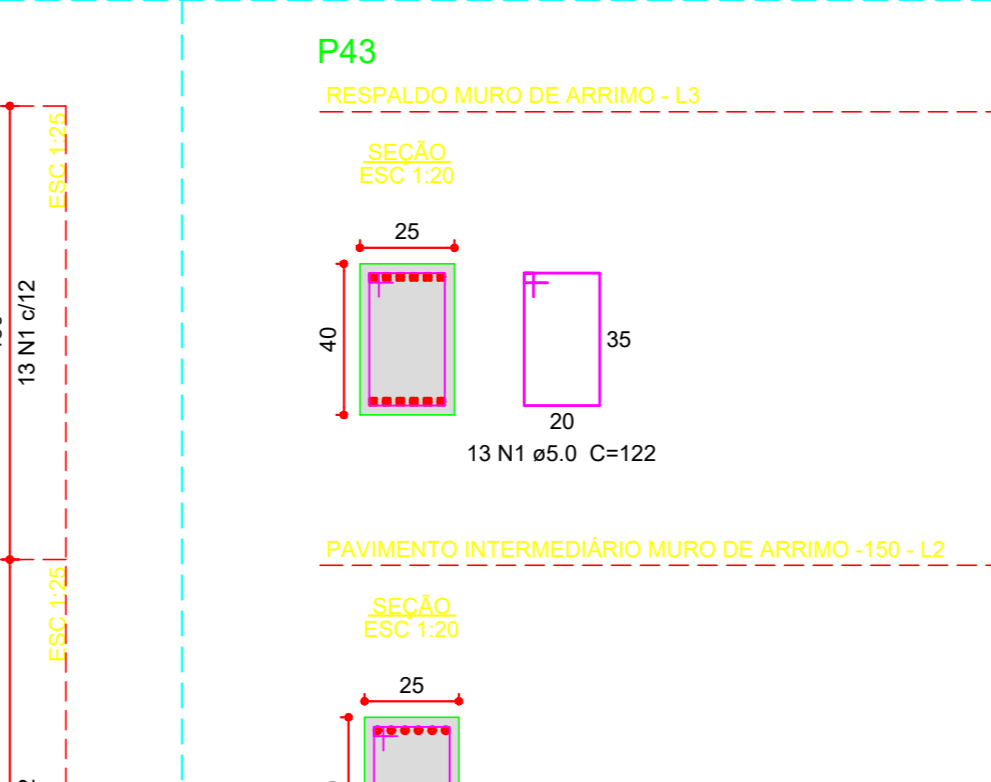 P43
RESPALDO MURO DE ARRIMO - L3
ESC 1:25
SEÇÃO
ESC 1:20
25
40
35
20
13 N1 ø5.0 C=122
13 N1 c/12
PAVIMENTO INTERMEDIÁRIO MURO DE ARRIMO -150 - L2
ESC 1:25
SEÇÃO
ESC 1:20
25